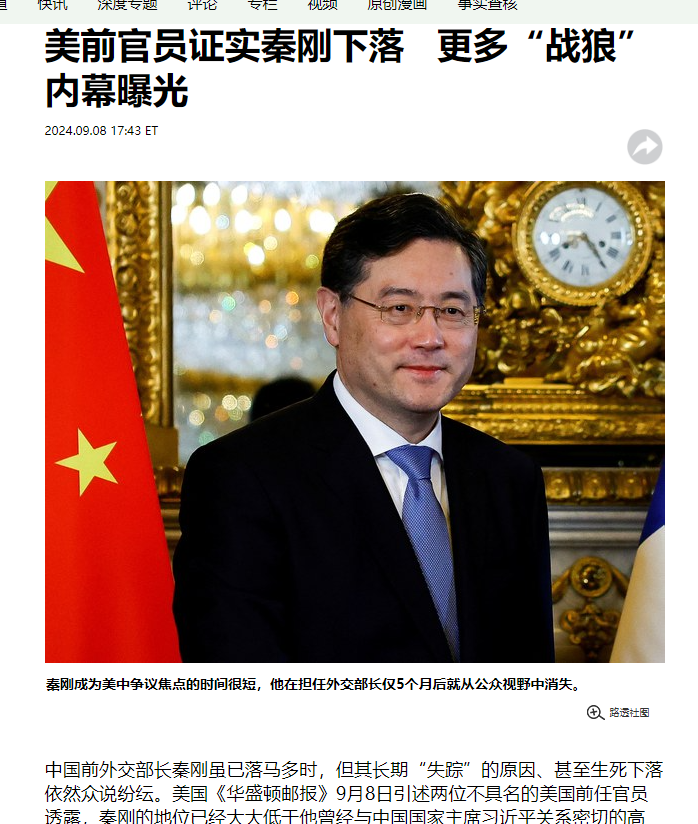 快讯 深度专题 评论 专栏 视频 原创漫画 事实查核
美前官员证实秦刚下落　更多“战狼”
内幕曝光
2024.09.08 17:43 ET
秦刚成为美中争议焦点的时间很短，他在担任外交部长仅5个月后就从公众视野中消失。
路透社图
中国前外交部长秦刚虽已落马多时，但其长期“失踪”的原因、甚至生死下落
依然众说纷纭。美国《华盛顿邮报》9月8日引述两位不具名的美国前任官员
透露，秦刚的地位已经大大低于他曾经与中国国家主席习近平关系密切的高